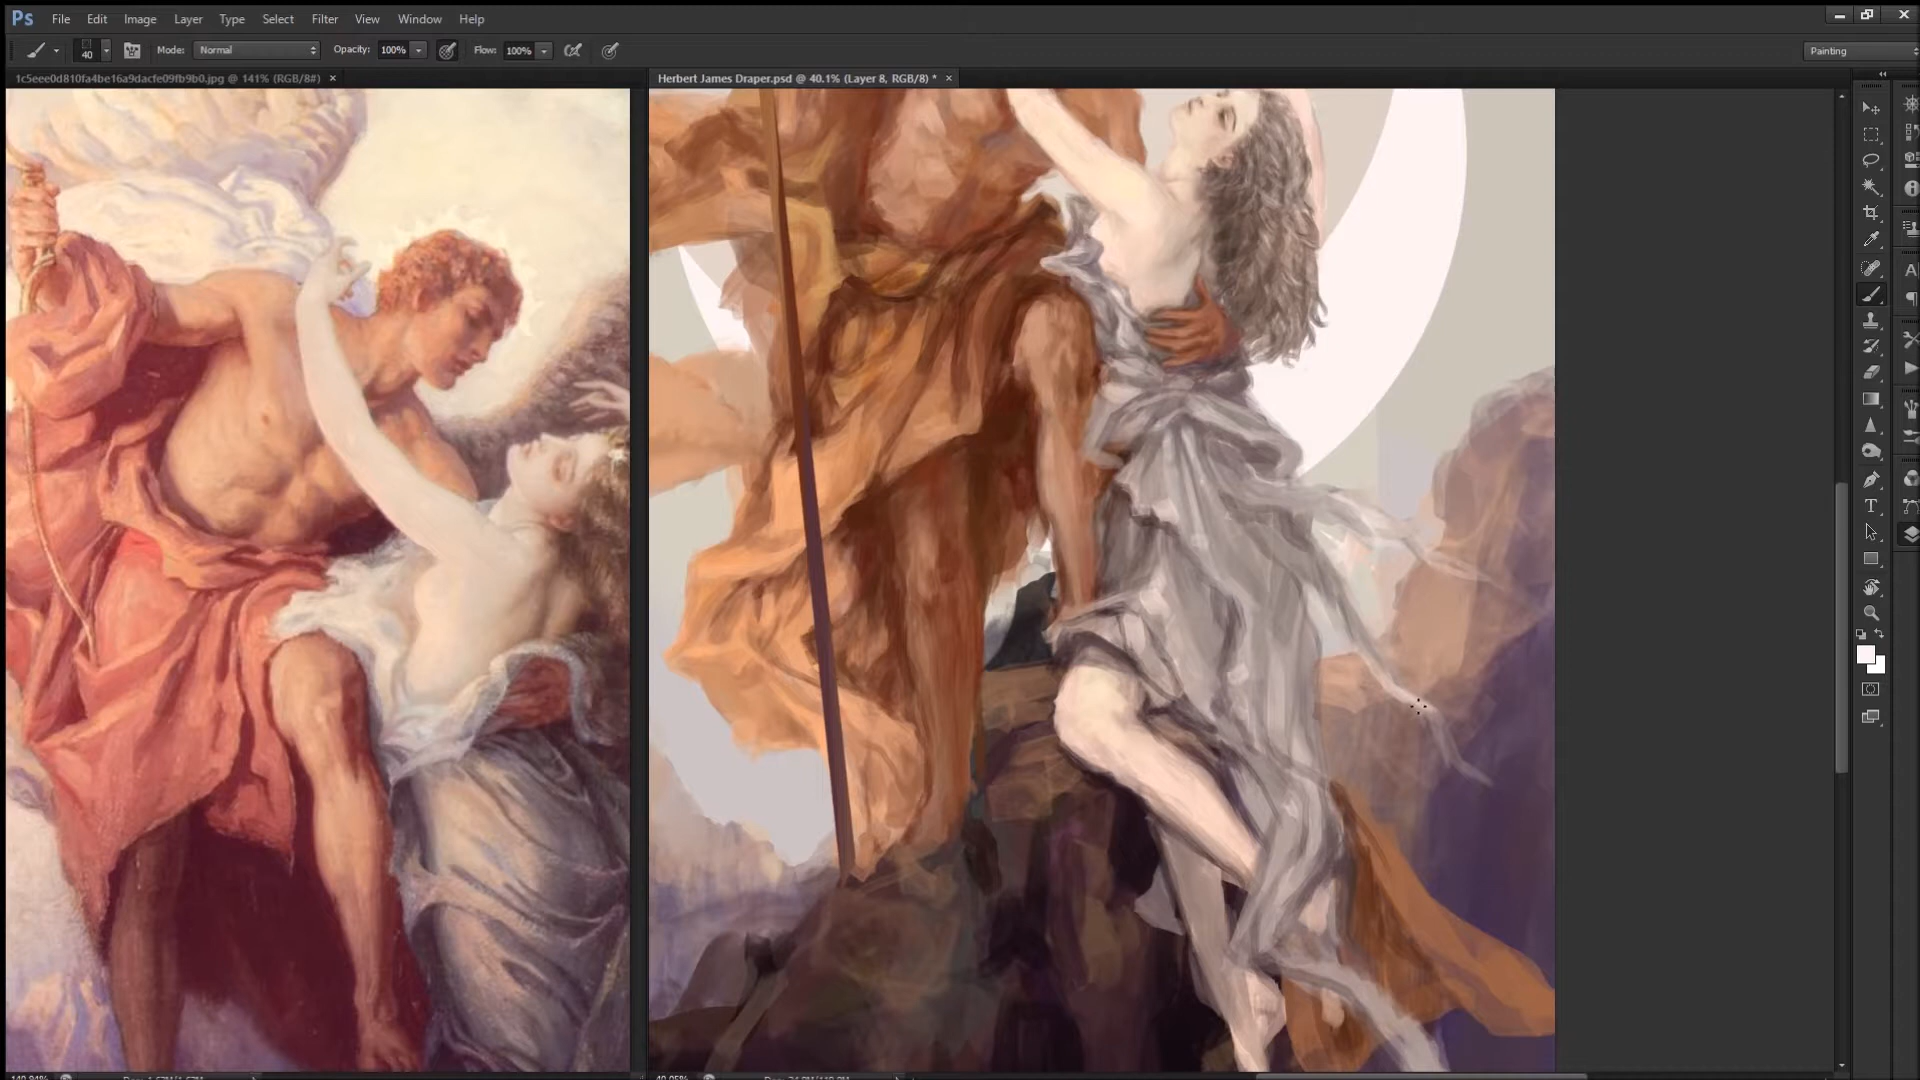 Ps File Edit Image Layer Type Select Filter View Window Help
40 Mode: Normal Opacity: 100% Flow: 100% Painting
1c5eee0d810fa4be16a9dacfe09fb9b0.jpg @ 141% (RGB/8#) × Herbert James Draper.psd @ 40.1% (Layer 8, RGB/8) * ×